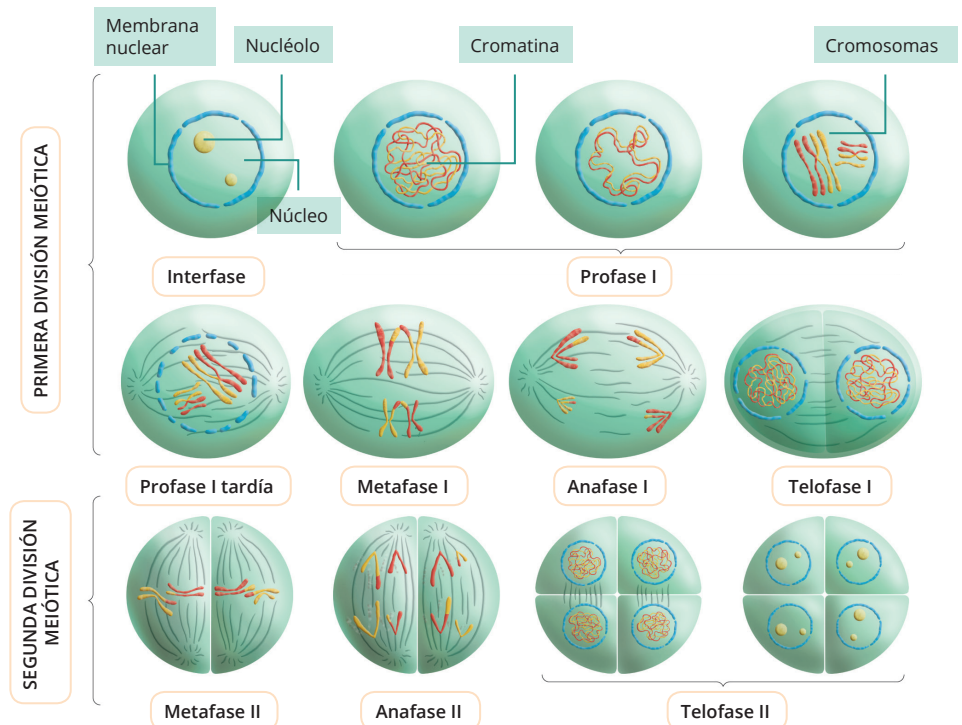 Membrana
nuclear
Nucléolo
Cromatina
Cromosomas
Núcleo
PRIMERA DIVISIÓN MEIÓTICA
Interfase
Profase I
Profase I tardía
Metafase I
Anafase I
Telofase I
SEGUNDA DIVISIÓN
MEIÓTICA
Metafase II
Anafase II
Telofase II